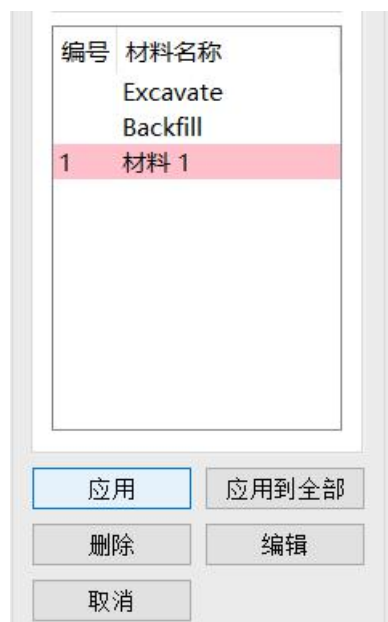 编号 材料名称
Excavate
Backfill
1 材料 1
应用 应用到全部
删除 编辑
取消